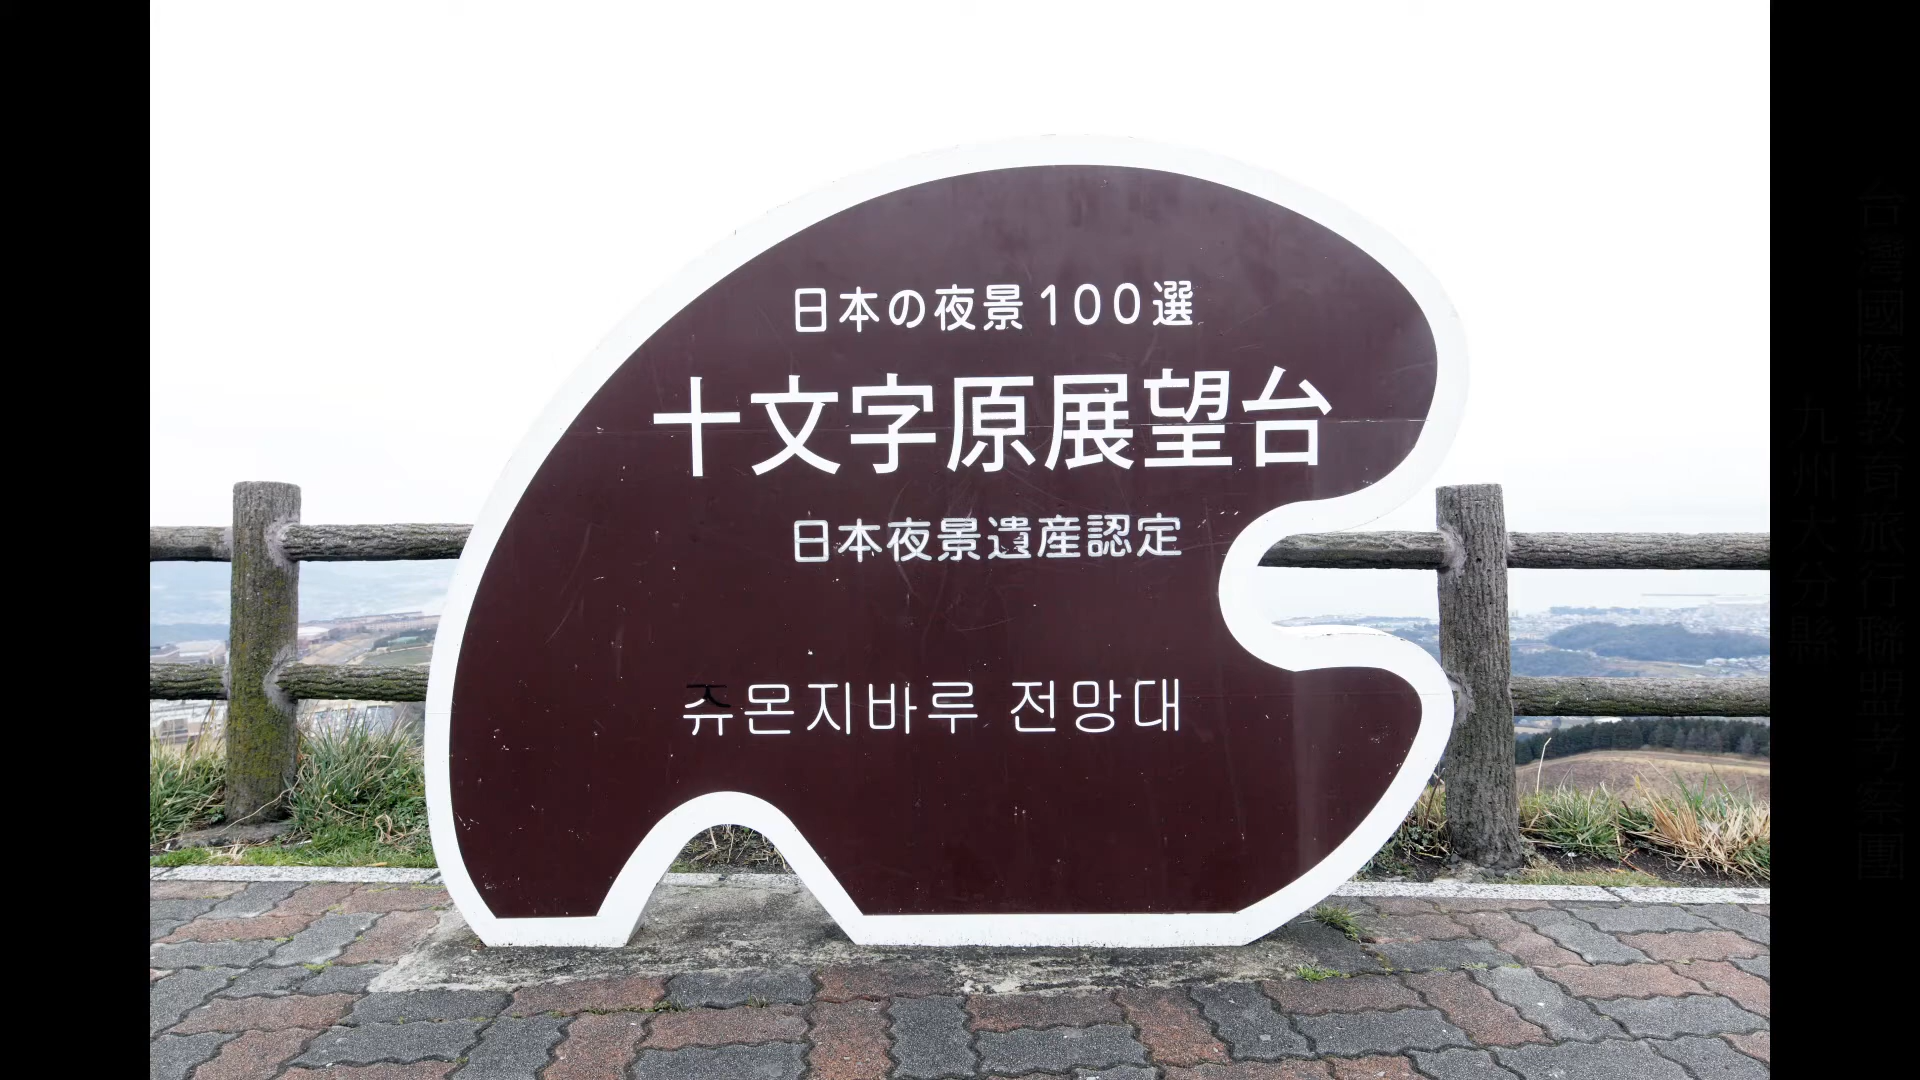 日本の夜景100選
十文字原展望台
日本夜景遺産認定
쥬몬지바루 전망대
台灣國際教育旅行聯盟考察團
九州大分縣